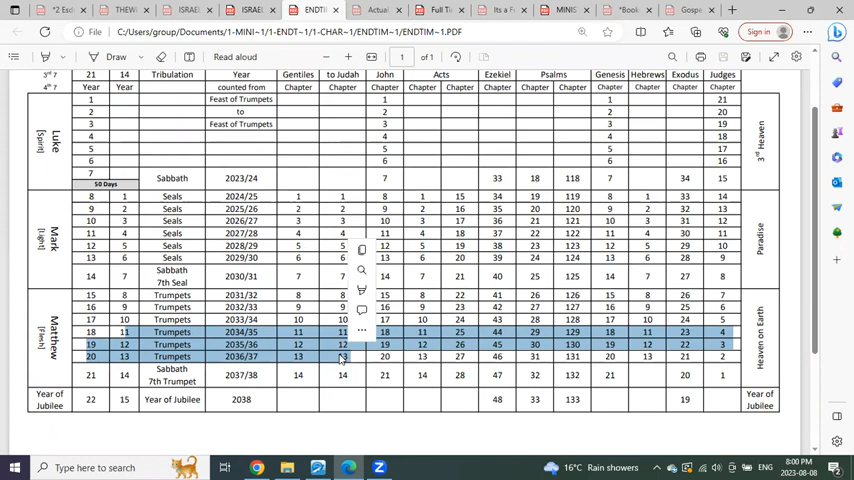 *2 Esd
THEWI
ISRAEL
ISRAEL
ENDTIM
Actual
Full Ti
Its a Fe
MINIS
*Book
Gospe
C:/Users/group/Documents/1-MINI~1/1-ENDT~1/1-CHAR~1/ENDTIM~1/ENDTIM~1.PDF
Sign in
Draw
Read aloud
1 of 1
3rd 7 21 14 Tribulation Year Gentiles to Judah John Acts Ezekiel Psalms Genesis Hebrews Exodus Judges
4th 7 Year Year counted from Chapter Chapter Chapter Chapter Chapter Chapter Chapter Chapter Chapter Chapter Chapter Chapter
1 Feast of Trumpets 1 1 21
2 to 2 2 20
3 Feast of Trumpets 3 3 19
4 4 4 18
5 5 5 17
6 6 6 16
7 Sabbath 2023/24 7 33 18 118 7 34 15
50 Days
8 1 Seals 2024/25 1 1 8 1 15 34 19 119 8 1 33 14
9 2 Seals 2025/26 2 2 9 2 16 35 20 120 9 2 32 13
10 3 Seals 2026/27 3 3 10 3 17 36 21 121 10 3 31 12
11 4 Seals 2027/28 4 4 11 4 18 37 22 122 11 4 30 11
12 5 Seals 2028/29 5 5 12 5 19 38 23 123 12 5 29 10
13 6 Seals 2029/30 6 6 13 6 20 39 24 124 13 6 28 9
14 7 Sabbath 2030/31 7 7 14 7 21 40 25 125 14 7 27 8
7th Seal
15 8 Trumpets 2031/32 8 8 15 8 22 41 26 126 15 8 26 7
16 9 Trumpets 2032/33 9 9 16 9 23 42 27 127 16 9 25 6
17 10 Trumpets 2033/34 10 10 17 10 24 43 28 128 17 10 24 5
18 11 Trumpets 2034/35 11 11 18 11 25 44 29 129 18 11 23 4
19 12 Trumpets 2035/36 12 12 19 12 26 45 30 130 19 12 22 3
20 13 Trumpets 2036/37 13 13 20 13 27 46 31 131 20 13 21 2
21 14 Sabbath 2037/38 14 14 21 14 28 47 32 132 21 20 1
7th Trumpet
Year of Jubilee 22 15 Year of Jubilee 2038 48 33 133 19 Year of Jubilee
Luke
[Spirit]
Mark
[Light]
Matthew
[Flesh]
3rd Heaven
Paradise
Heaven on Earth
Type here to search
16°C Rain showers
ENG
8:00 PM
2023-08-08